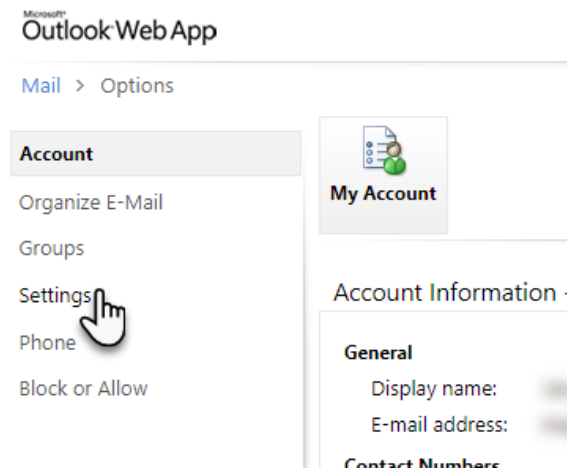 Microsoft®
Outlook Web App
Mail > Options
Account
Organize E-Mail
Groups
Settings
Phone
Block or Allow
My Account
Account Information -
General
Display name:
E-mail address:
Contact Numbers